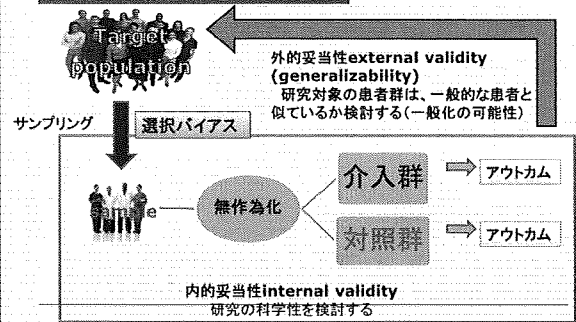 Target
population
外的妥当性external validity
(generalizability)
研究対象の患者群は、一般的な患者と
似ているか検討する(一般化の可能性)
サンプリング
選択バイアス
sample
無作為化
介入群
アウトカム
対照群
アウトカム
内的妥当性internal validity
研究の科学性を検討する